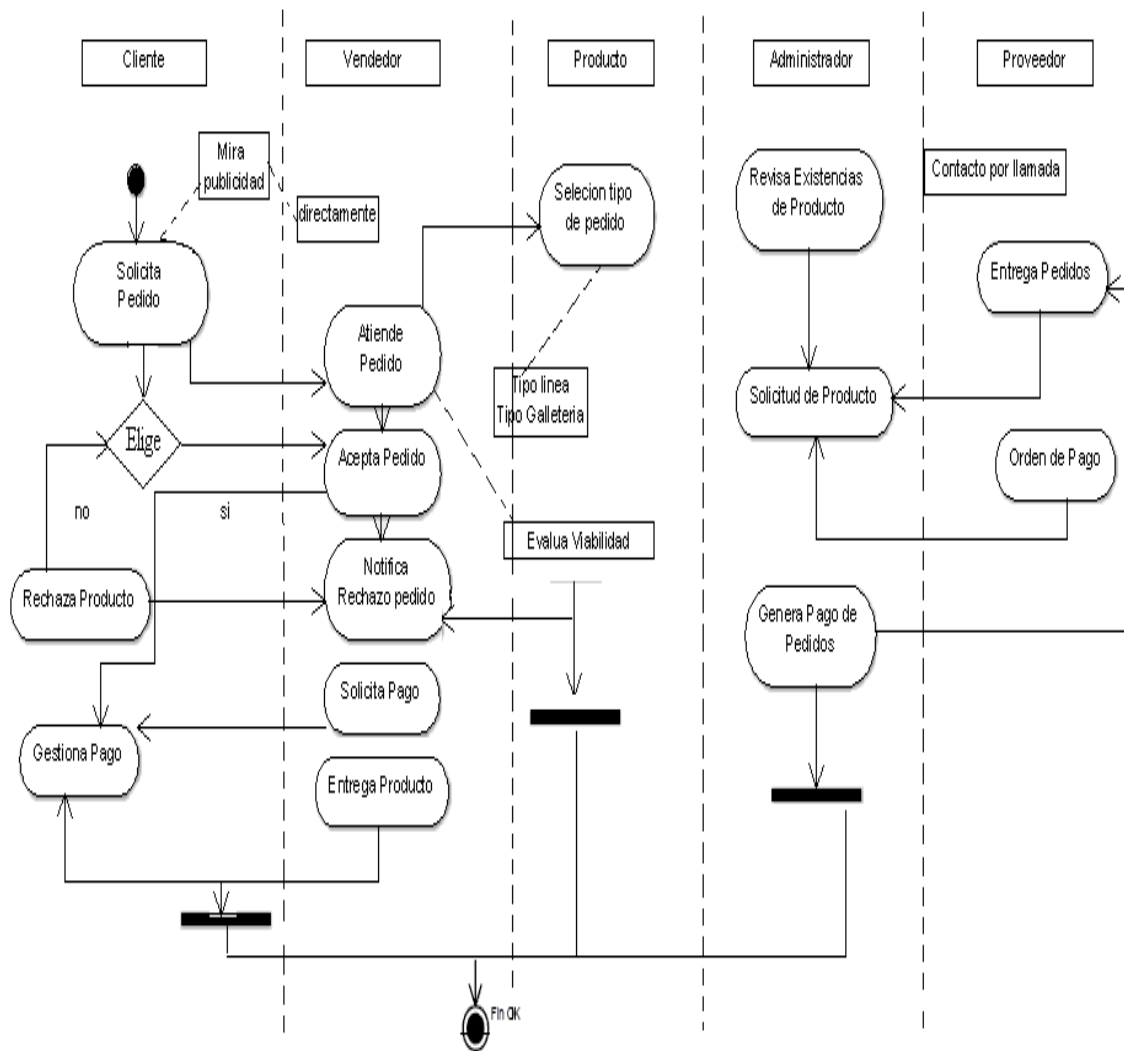 Cliente
Vendedor
Producto
Administrador
Proveedor
Mira
publicidad
directamente
Selecion tipo
de pedido
Revisa Existencias
de Producto
Contacto por llamada
Solicita
Pedido
Entrega Pedidos
Atiende
Pedido
Tipo linea
Tipo Galleteria
Solicitud de Producto
Elige
Acepta Pedido
Orden de Pago
no
si
Evalua Viabilidad
Notifica
Rechazo pedido
Rechaza Producto
Genera Pago de
Pedidos
Solicita Pago
Gestiona Pago
Entrega Producto
Fin OK